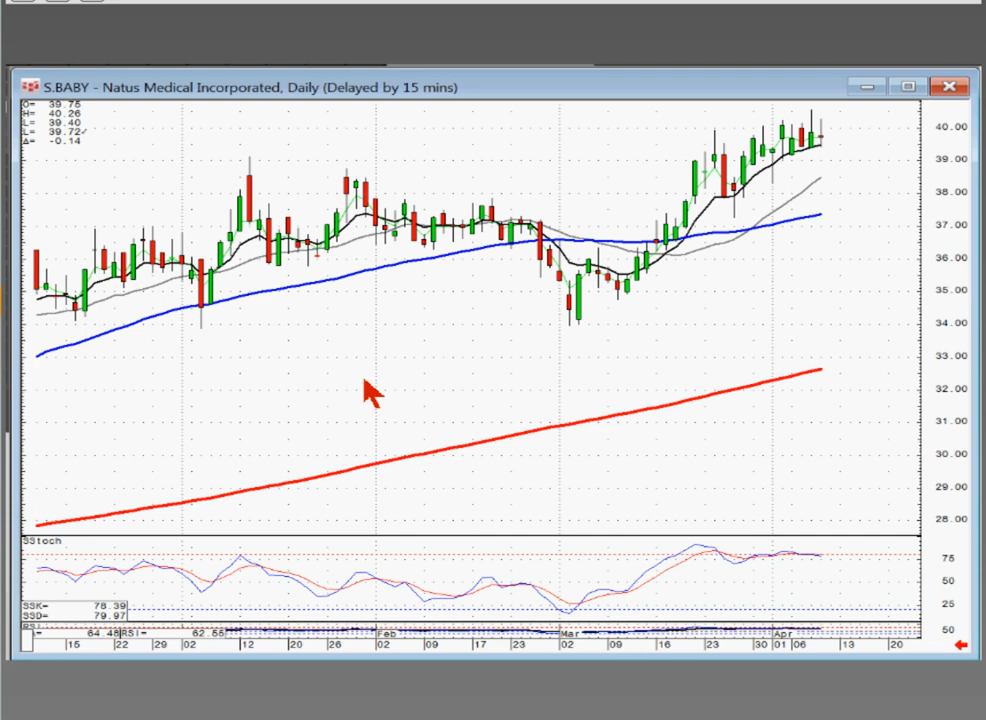 S.BABY - Natus Medical Incorporated, Daily (Delayed by 15 mins)
O= 39.75
H= 40.26
L= 39.40
L= 39.72✓
Δ= -0.14
40.00
39.00
38.00
37.00
36.00
35.00
34.00
33.00
32.00
31.00
30.00
29.00
28.00
SStoch
75
50
25
SSK= 78.39
SSD= 79.97
RSI
64.48 RSI= 62.55
50
Feb Mar Apr
15 22 29 02 12 20 26 02 09 17 23 02 09 16 23 30 01 06 13 20